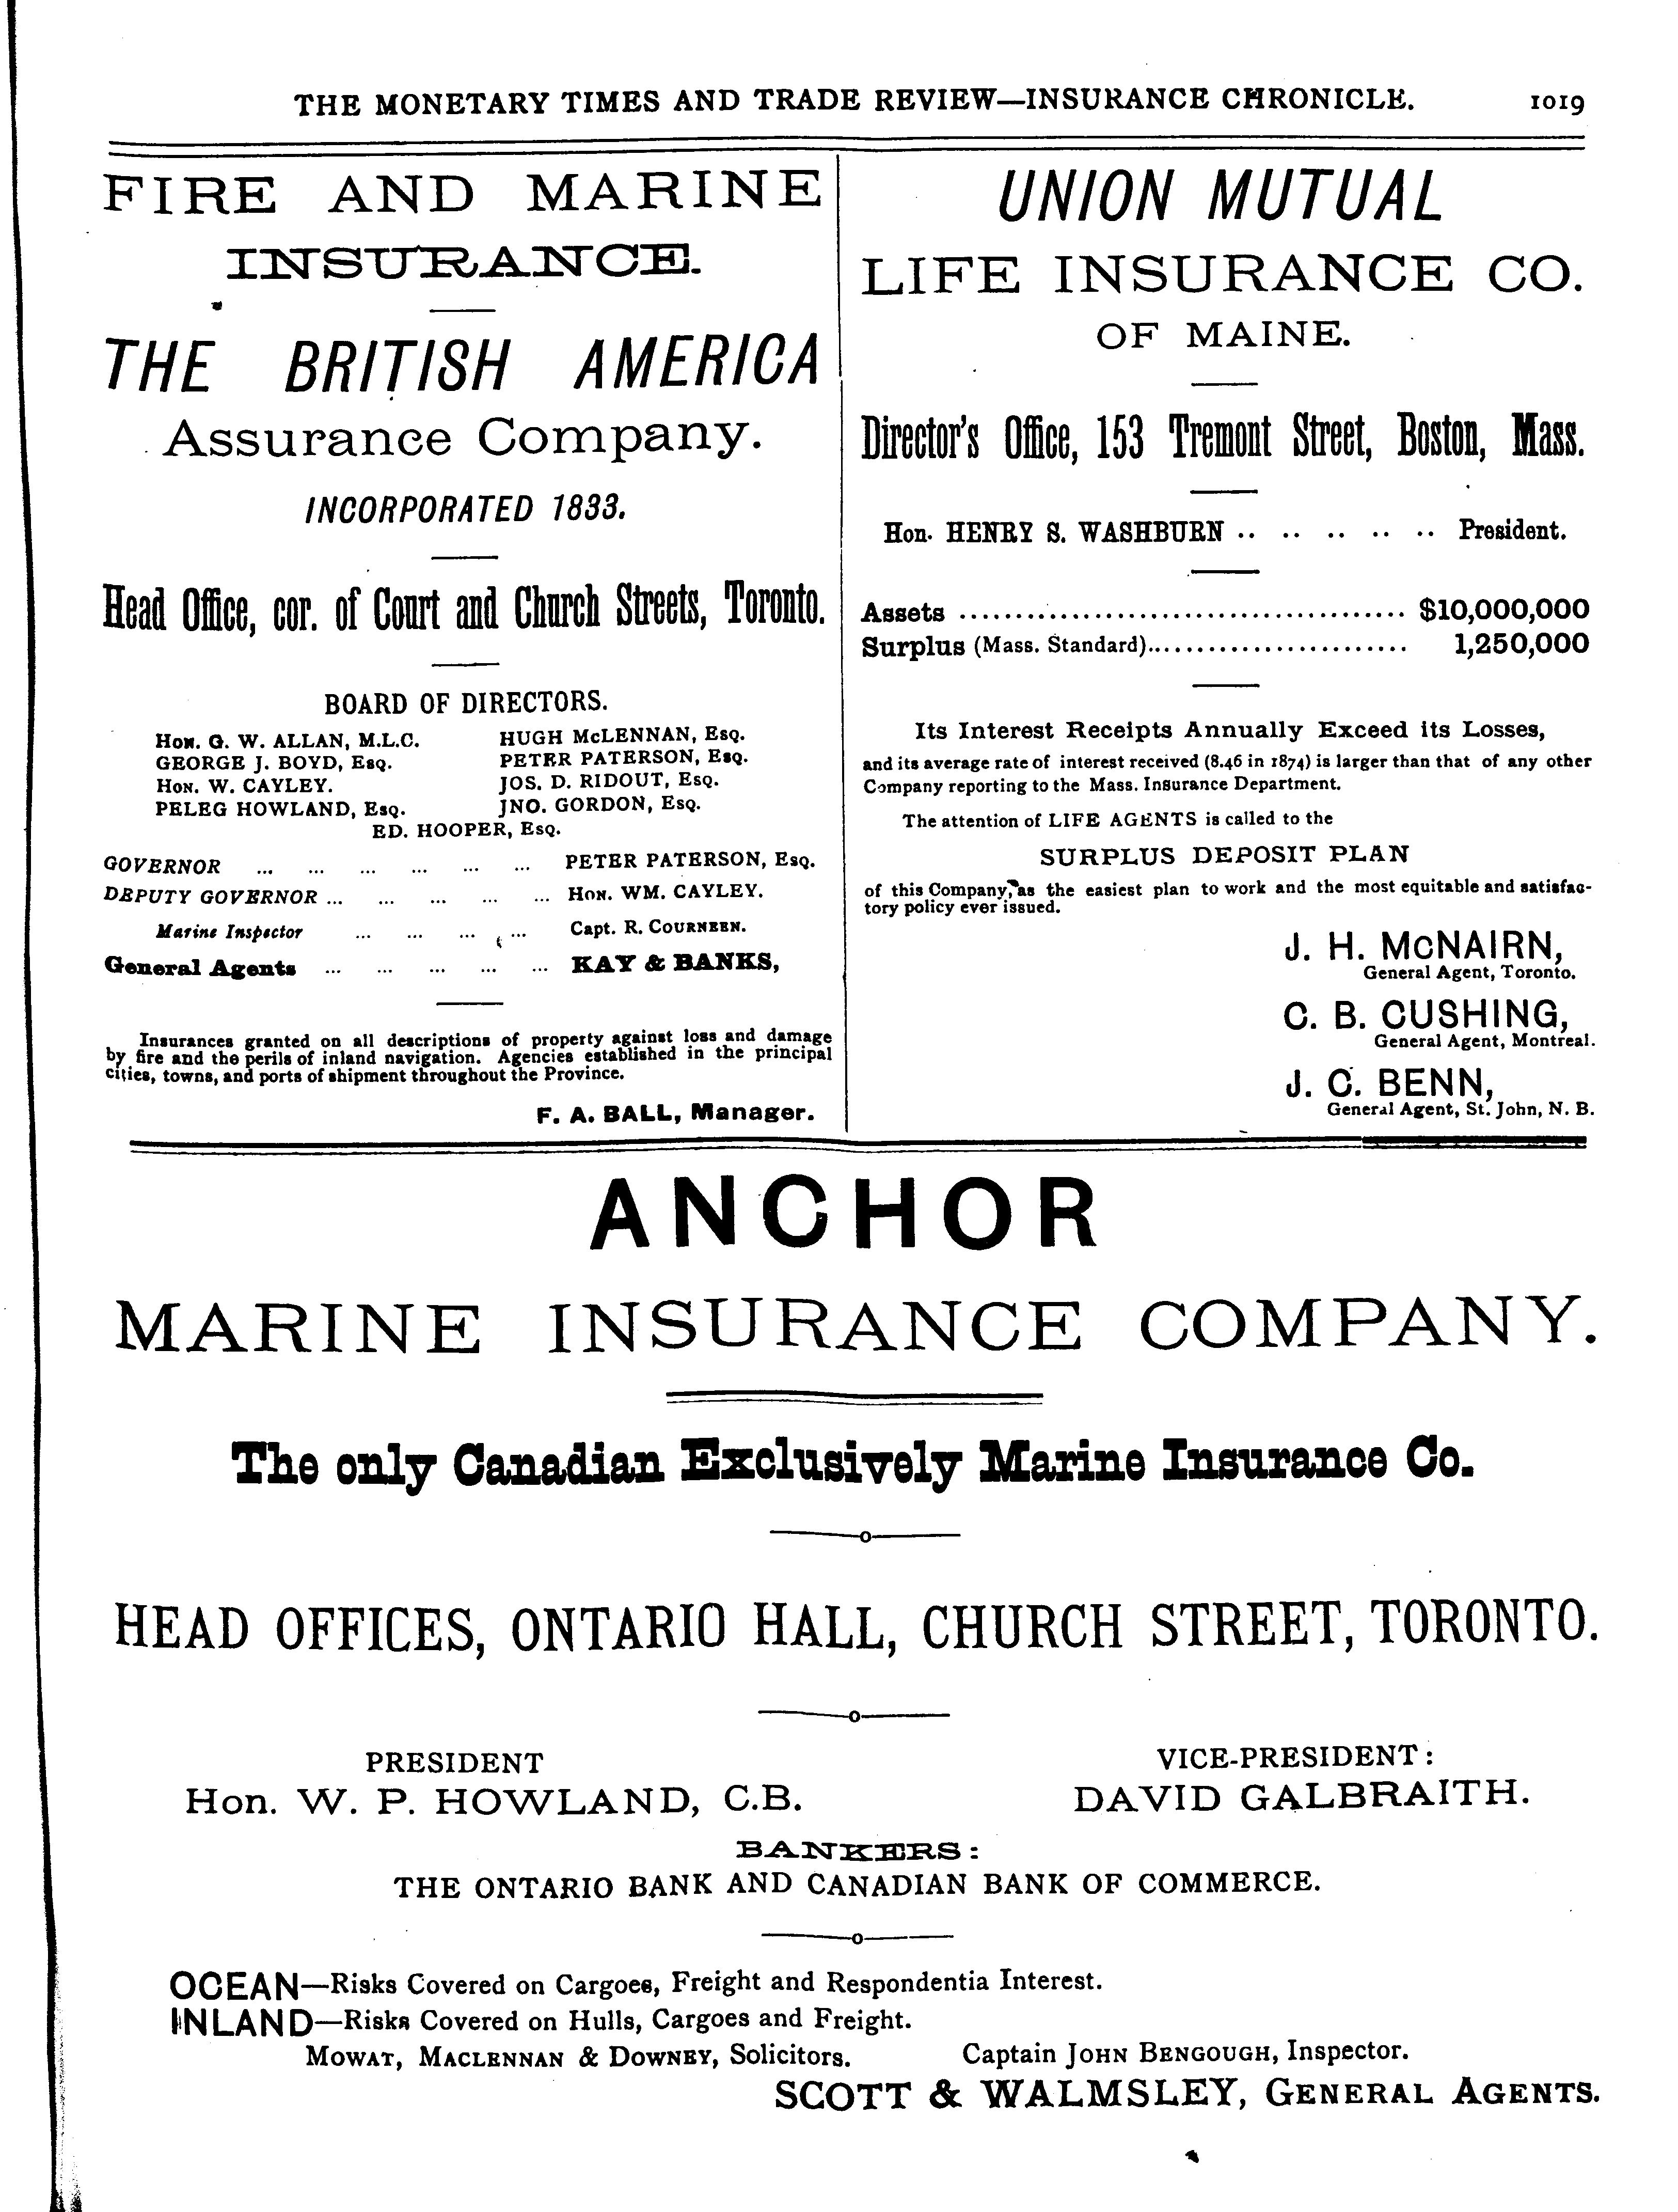 THE MONETARY TIMES AND TRADE REVIEW—INSURANCE CHRONICLE. 1019
FIRE AND MARINE
INSURANCE.
THE BRITISH AMERICA
Assurance Company.
INCORPORATED 1833.
Head Office, cor. of Court and Church Streets, Toronto.
BOARD OF DIRECTORS.
Hon. G. W. ALLAN, M.L.C. HUGH McLENNAN, Esq.
GEORGE J. BOYD, Esq. PETER PATERSON, Esq.
Hon. W. CAYLEY. JOS. D. RIDOUT, Esq.
PELEG HOWLAND, Esq. JNO. GORDON, Esq.
ED. HOOPER, Esq.
GOVERNOR ... ... ... ... ... ... PETER PATERSON, Esq.
DEPUTY GOVERNOR ... ... ... ... ... Hon. WM. CAYLEY.
Marine Inspector ... ... ... ... Capt. R. COURNEEN.
General Agents ... ... ... ... ... KAY & BANKS,
Insurances granted on all descriptions of property against loss and damage
by fire and the perils of inland navigation. Agencies established in the principal
cities, towns, and ports of shipment throughout the Province.
F. A. BALL, Manager.
UNION MUTUAL
LIFE INSURANCE CO.
OF MAINE.
Director's Office, 153 Tremont Street, Boston, Mass.
Hon. HENRY S. WASHBURN .. .. .. .. .. President.
Assets ........................................ $10,000,000
Surplus (Mass. Standard)........................ 1,250,000
Its Interest Receipts Annually Exceed its Losses,
and its average rate of interest received (8.46 in 1874) is larger than that of any other
Company reporting to the Mass. Insurance Department.
The attention of LIFE AGENTS is called to the
SURPLUS DEPOSIT PLAN
of this Company, as the easiest plan to work and the most equitable and satisfac-
tory policy ever issued.
J. H. McNAIRN,
General Agent, Toronto.
C. B. CUSHING,
General Agent, Montreal.
J. C. BENN,
General Agent, St. John, N. B.
ANCHOR
MARINE INSURANCE COMPANY.
The only Canadian Exclusively Marine Insurance Co.
HEAD OFFICES, ONTARIO HALL, CHURCH STREET, TORONTO.
PRESIDENT VICE-PRESIDENT:
Hon. W. P. HOWLAND, C.B. DAVID GALBRAITH.
BANKERS:
THE ONTARIO BANK AND CANADIAN BANK OF COMMERCE.
OCEAN—Risks Covered on Cargoes, Freight and Respondentia Interest.
INLAND—Risks Covered on Hulls, Cargoes and Freight.
MOWAT, MACLENNAN & DOWNEY, Solicitors. Captain JOHN BENGOUGH, Inspector.
SCOTT & WALMSLEY, GENERAL AGENTS.